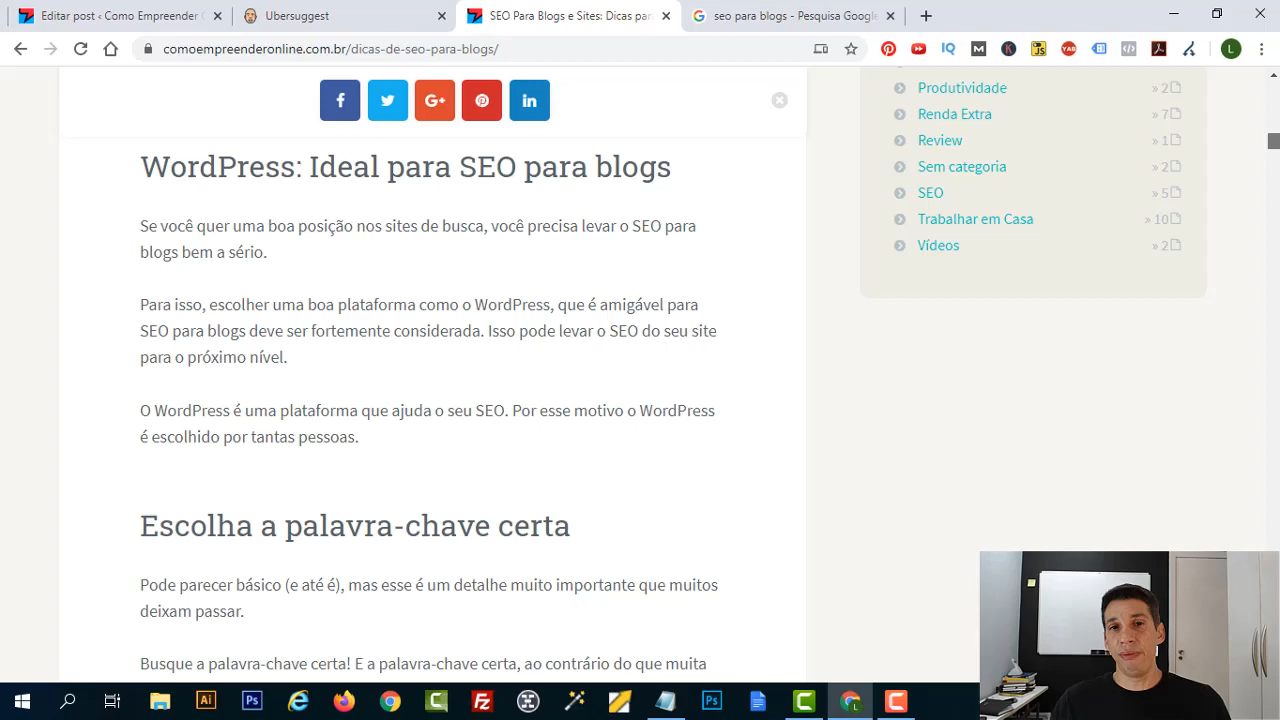 Editar post ‹ Como Empreender O
Ubersuggest
SEO Para Blogs e Sites: Dicas par
seo para blogs - Pesquisa Google
comoempreenderonline.com.br/dicas-de-seo-para-blogs/
WordPress: Ideal para SEO para blogs
Se você quer uma boa posição nos sites de busca, você precisa levar o SEO para
blogs bem a sério.
Para isso, escolher uma boa plataforma como o WordPress, que é amigável para
SEO para blogs deve ser fortemente considerada. Isso pode levar o SEO do seu site
para o próximo nível.
O WordPress é uma plataforma que ajuda o seu SEO. Por esse motivo o WordPress
é escolhido por tantas pessoas.
Escolha a palavra-chave certa
Pode parecer básico (e até é), mas esse é um detalhe muito importante que muitos
deixam passar.
Busque a palavra-chave certa! E a palavra-chave certa, ao contrário do que muita
Produtividade » 2
Renda Extra » 7
Review » 1
Sem categoria » 2
SEO » 5
Trabalhar em Casa » 10
Vídeos » 2